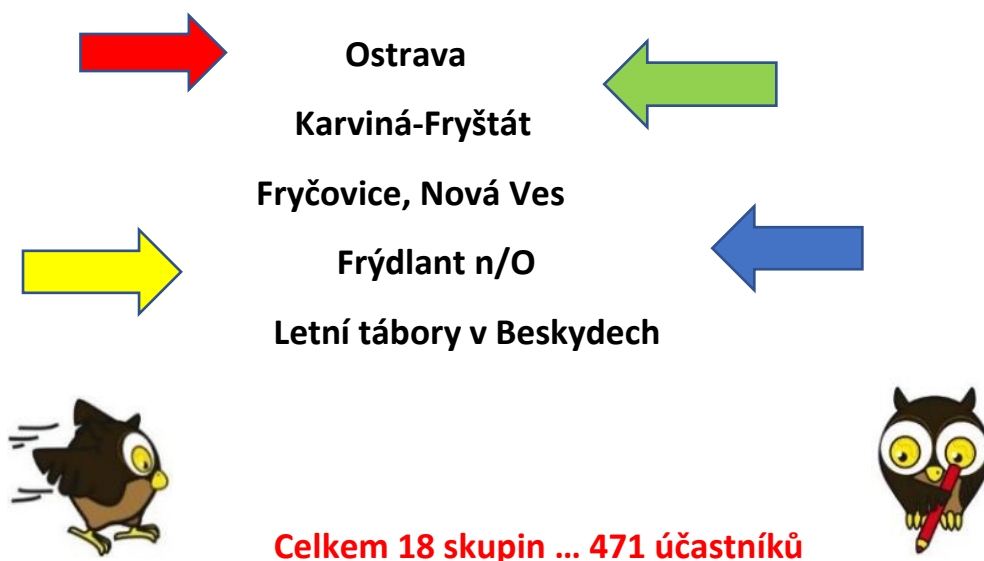 Ostrava
Karviná-Fryštát
Fryčovice, Nová Ves
Frýdlant n/O
Letní tábory v Beskydech
Celkem 18 skupin … 471 účastníků